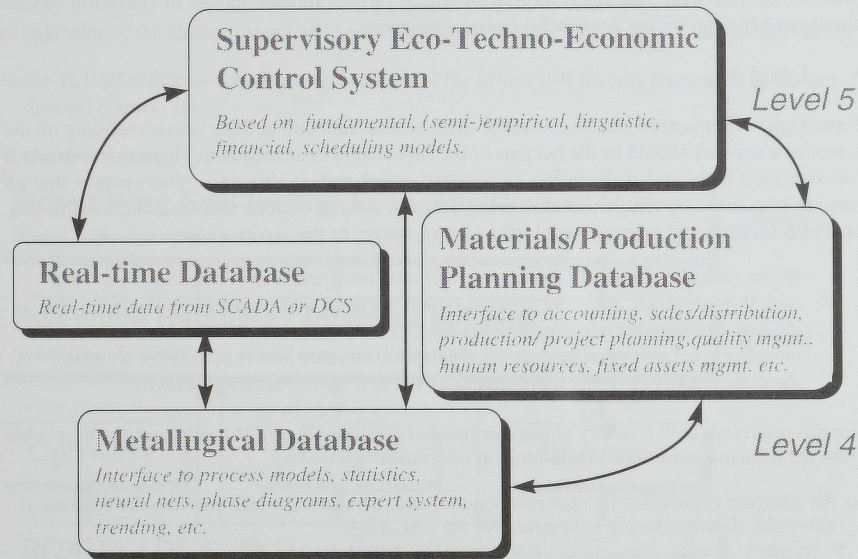 Supervisory Eco-Techno-Economic
Control System
Based on fundamental, (semi-)empirical, linguistic,
financial, scheduling models.
Level 5
Real-time Database
Real-time data from SCADA or DCS
Materials/Production
Planning Database
Interface to accounting, sales/distribution,
production/ project planning,quality mgmt..
human resources, fixed assets mgmt. etc.
Metallugical Database
Interface to process models, statistics,
neural nets, phase diagrams, expert system,
trending, etc.
Level 4